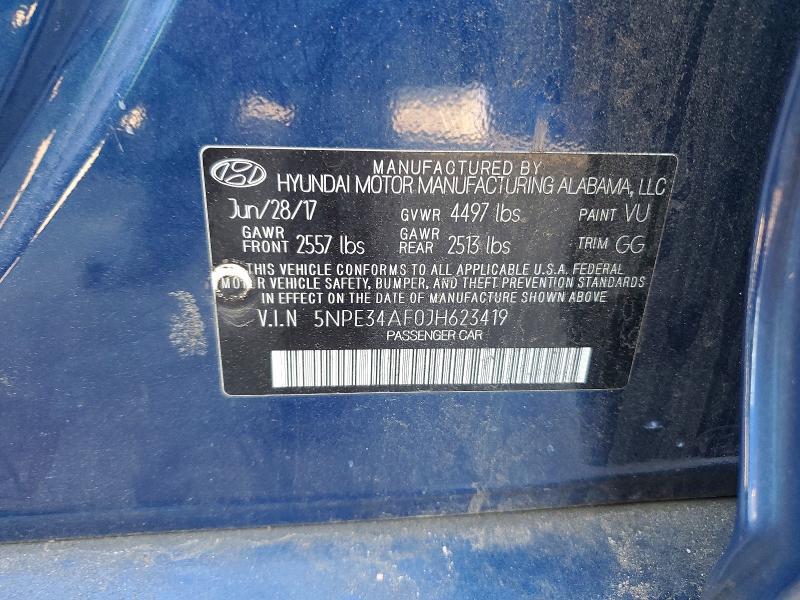 MANUFACTURED BY
HYUNDAI MOTOR MANUFACTURING ALABAMA, LLC
Jun/28/17 GVWR 4497 lbs PAINT VU
GAWR FRONT 2557 lbs GAWR REAR 2513 lbs TRIM GG
THIS VEHICLE CONFORMS TO ALL APPLICABLE U.S.A. FEDERAL
MOTOR VEHICLE SAFETY, BUMPER, AND THEFT PREVENTION STANDARDS
IN EFFECT ON THE DATE OF MANUFACTURE SHOWN ABOVE.
V.I.N 5NPE34AF0JH623419
PASSENGER CAR